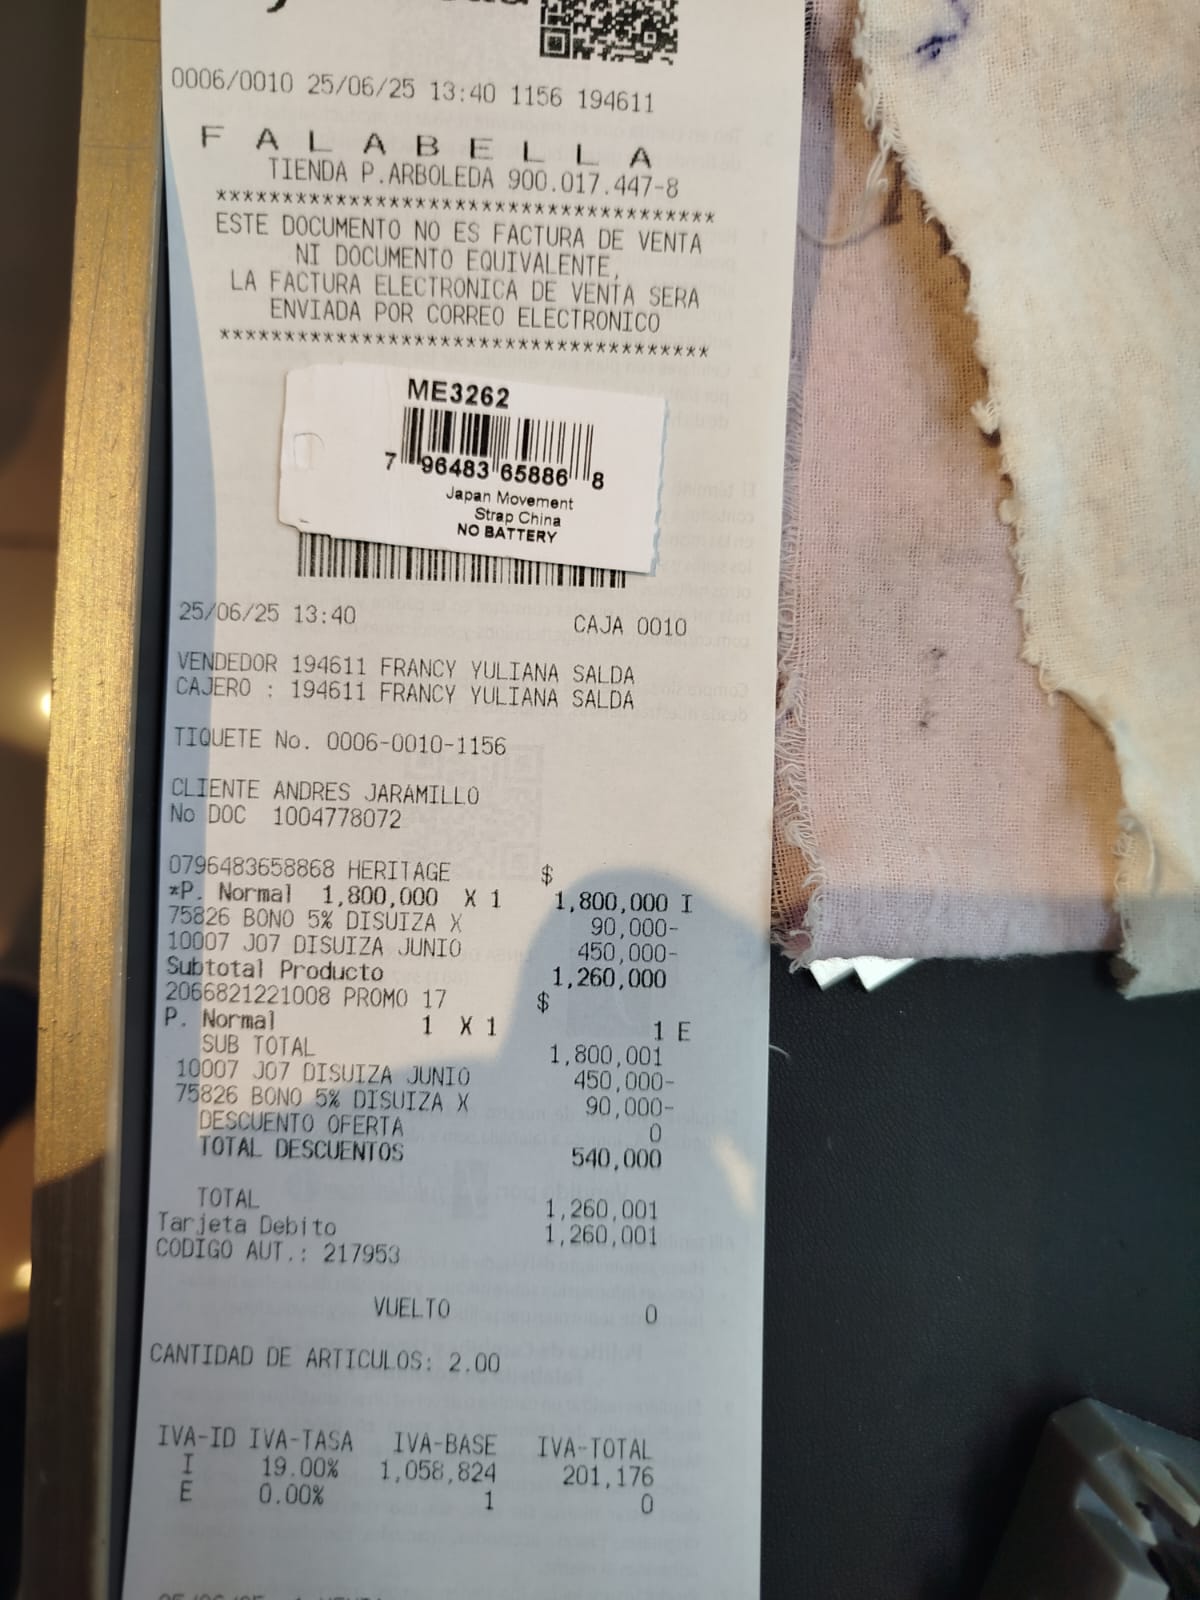 0006/0010 25/06/25 13:40 1156 194611
F A L A B E L L A
TIENDA P.ARBOLEDA 900.017.447-8
***************************************
ESTE DOCUMENTO NO ES FACTURA DE VENTA
NI DOCUMENTO EQUIVALENTE,
LA FACTURA ELECTRONICA DE VENTA SERA
ENVIADA POR CORREO ELECTRONICO
***************************************
ME3262
7 96483 65886 8
Japan Movement
Strap China
NO BATTERY
25/06/25 13:40 CAJA 0010
VENDEDOR 194611 FRANCY YULIANA SALDA
CAJERO : 194611 FRANCY YULIANA SALDA
TIQUETE No. 0006-0010-1156
CLIENTE ANDRES JARAMILLO
No DOC 1004778072
0796483658868 HERITAGE $
*P. Normal 1,800,000 X 1 1,800,000 I
75826 BONO 5% DISUIZA X 90,000-
10007 J07 DISUIZA JUNIO 450,000-
Subtotal Producto 1,260,000
2066821221008 PROMO 17 $
P. Normal 1 X 1 1 E
SUB TOTAL 1,800,001
10007 J07 DISUIZA JUNIO 450,000-
75826 BONO 5% DISUIZA X 90,000-
DESCUENTO OFERTA 0
TOTAL DESCUENTOS 540,000
TOTAL 1,260,001
Tarjeta Debito 1,260,001
CODIGO AUT.: 217953
VUELTO 0
CANTIDAD DE ARTICULOS: 2.00
IVA-ID IVA-TASA IVA-BASE IVA-TOTAL
I 19.00% 1,058,824 201,176
E 0.00% 1 0